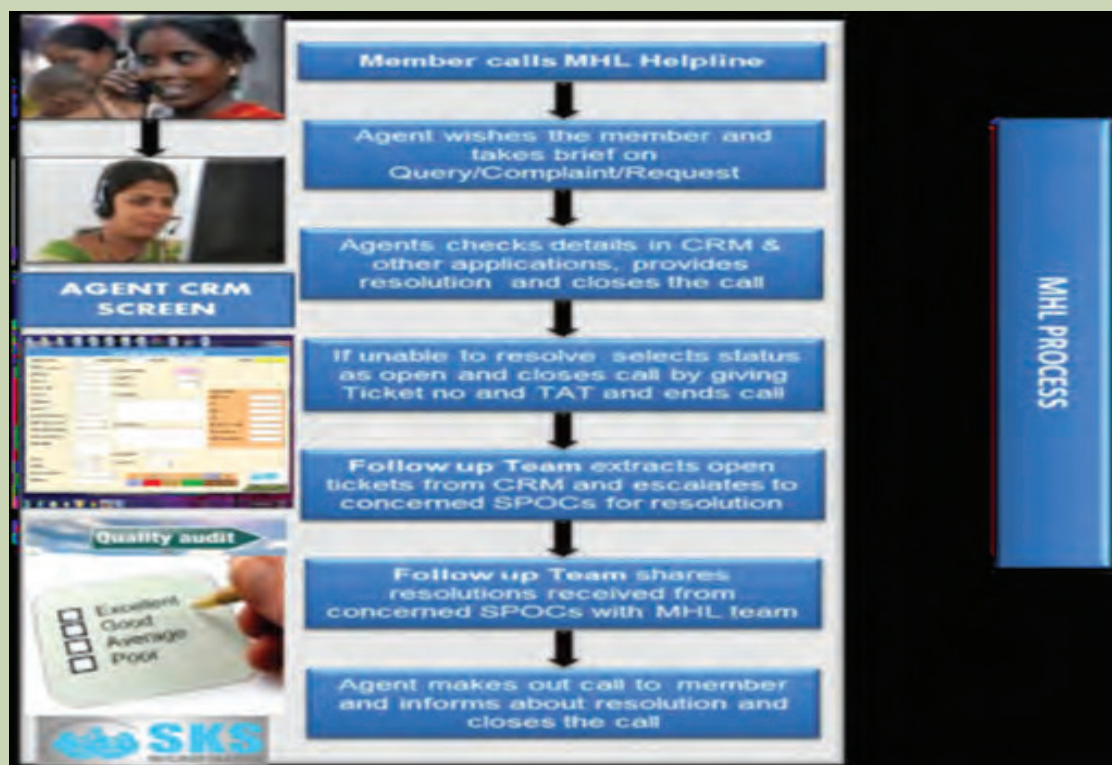 Member calls MHL Helpline
Agent wishes the member and
takes brief on
Query/Complaint/Request
Agents checks details in CRM &
other applications, provides
resolution and closes the call
If unable to resolve selects status
as open and closes call by giving
Ticket no and TAT and ends call
Follow up Team extracts open
tickets from CRM and escalates to
concerned SPOCs for resolution
Follow up Team shares
resolutions received from
concerned SPOCs with MHL team
Agent makes out call to member
and informs about resolution and
closes the call
AGENT CRM
SCREEN
Quality audit
Excellent
Good
Average
Poor
SKS
MHL PROCESS